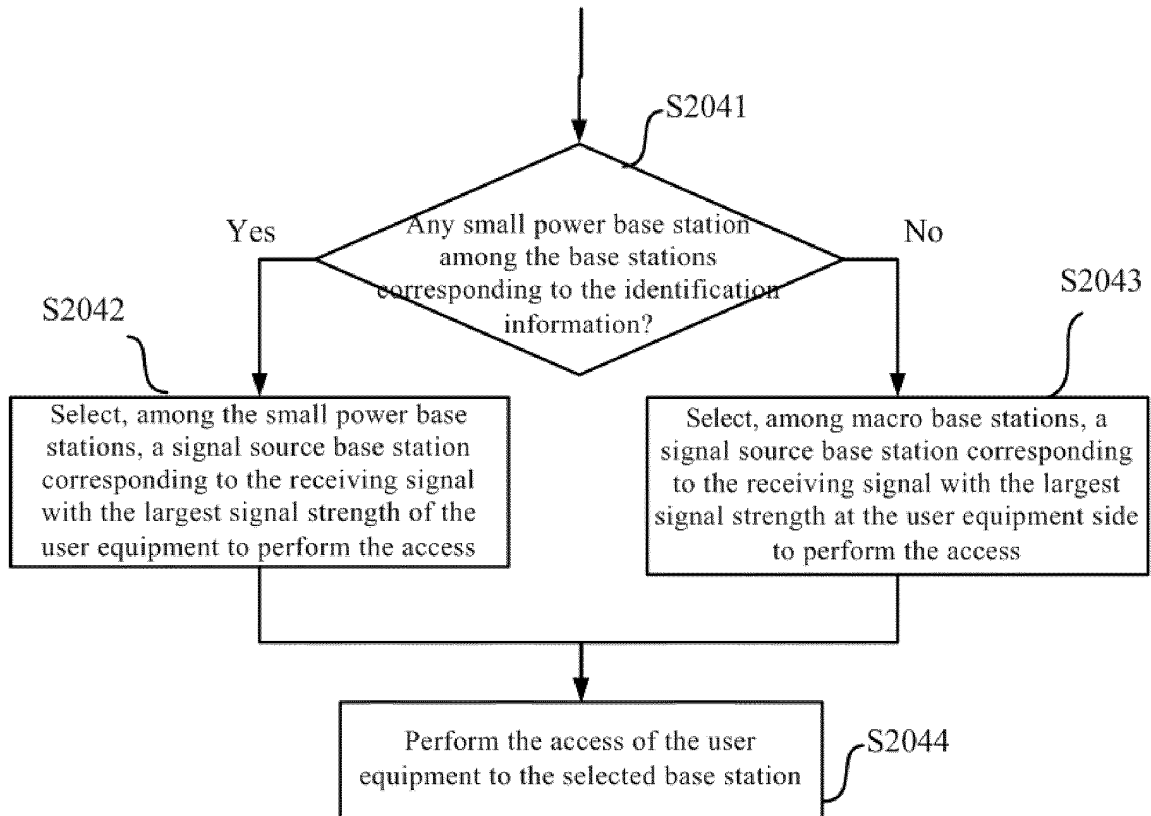 S2041
Yes
Any small power base station
among the base stations
corresponding to the identification
information?
No
S2042
S2043
Select, among the small power base
stations, a signal source base station
corresponding to the receiving signal
with the largest signal strength of the
user equipment to perform the access
Select, among macro base stations, a
signal source base station corresponding
to the receiving signal with the largest
signal strength at the user equipment side
to perform the access
Perform the access of the user
equipment to the selected base station
S2044